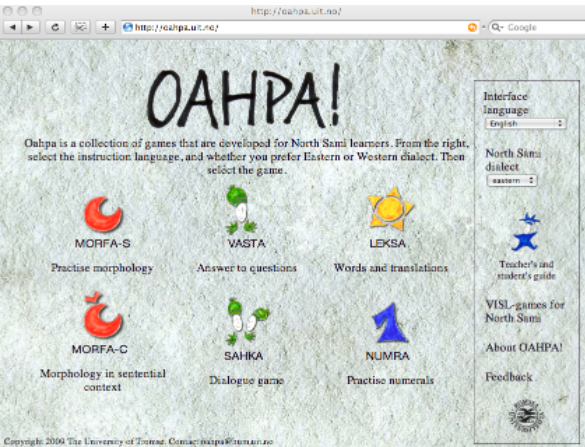 http://oahpa.uit.no/
http://oahpa.uit.no/
Google
OAHPA!
Oahpa is a collection of games that are developed for North Sami learners. From the right,
select the instruction language, and whether you prefer Eastern or Western dialect. Then
select the game.
MORFA-S
Practise morphology
VASTA
Answer to questions
LEKSA
Words and translations
MORFA-C
Morphology in sentential
context
SAHKA
Dialogue game
NUMRA
Practise numerals
Interface
language
English
North Sami
dialect
eastern
Teacher's and
student's guide
VISL-games for
North Sami
About OAHPA!
Feedback
Copyright 2009 The University of Tromsø. Contact: